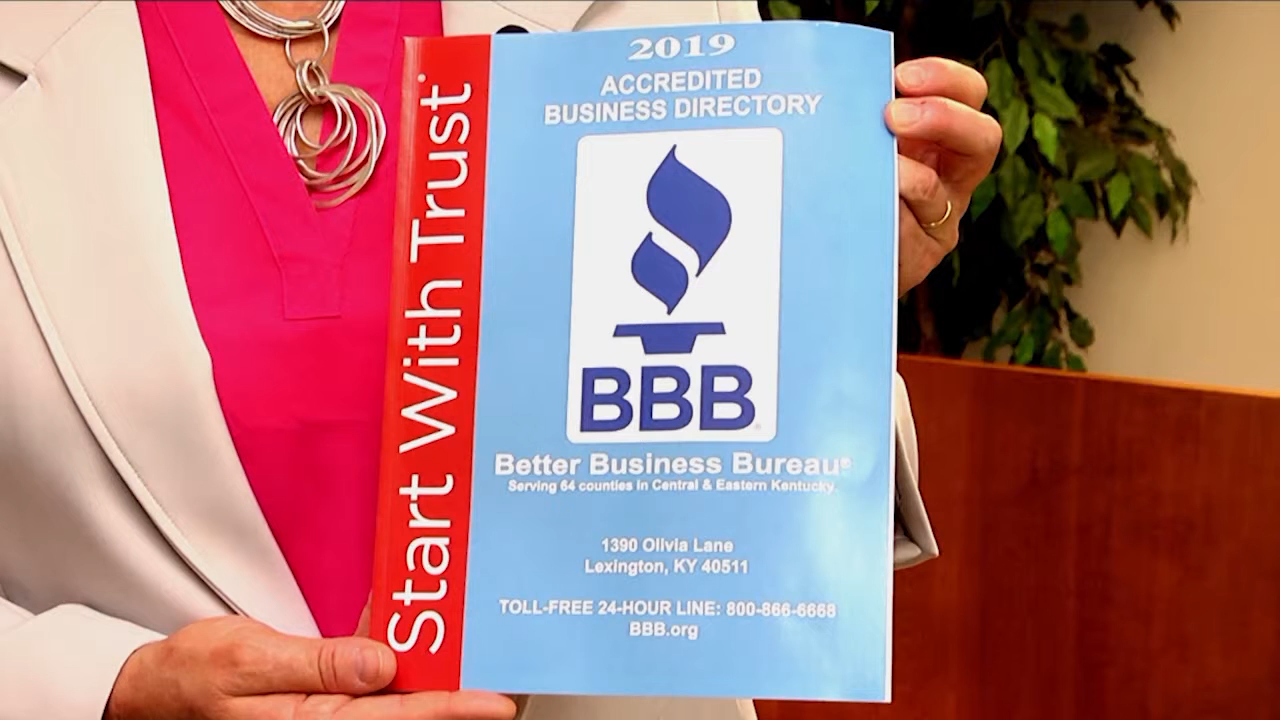 Start With Trust
2019
ACCREDITED
BUSINESS DIRECTORY
BBB
Better Business Bureau®
Serving 64 counties in Central & Eastern Kentucky.
1390 Olivia Lane
Lexington, KY 40511
TOLL-FREE 24-HOUR LINE: 800-866-6668
BBB.org